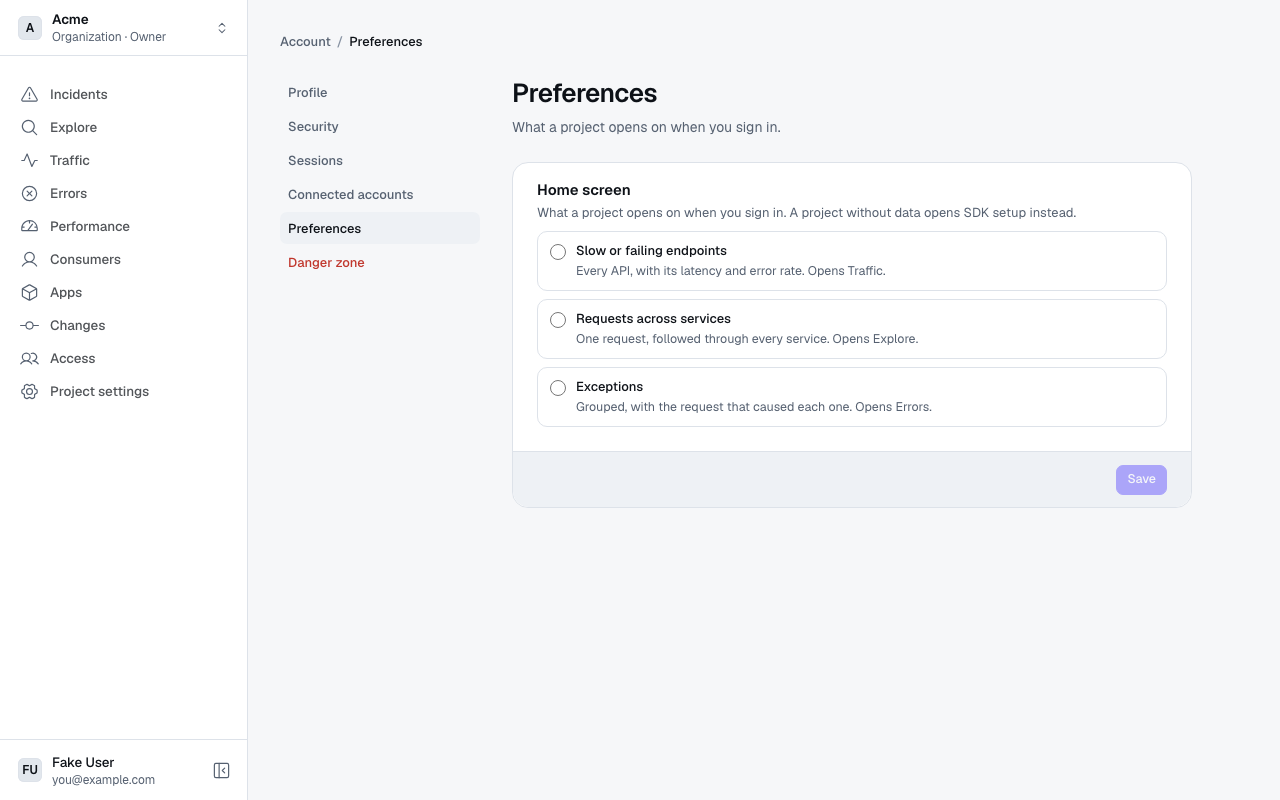 A
Acme
Organization · Owner
Incidents
Explore
Traffic
Errors
Performance
Consumers
Apps
Changes
Access
Project settings
FU
Fake User
you@example.com
Account / Preferences
Profile
Security
Sessions
Connected accounts
Preferences
Danger zone
Preferences
What a project opens on when you sign in.
Home screen
What a project opens on when you sign in. A project without data opens SDK setup instead.
Slow or failing endpoints
Every API, with its latency and error rate. Opens Traffic.
Requests across services
One request, followed through every service. Opens Explore.
Exceptions
Grouped, with the request that caused each one. Opens Errors.
Save